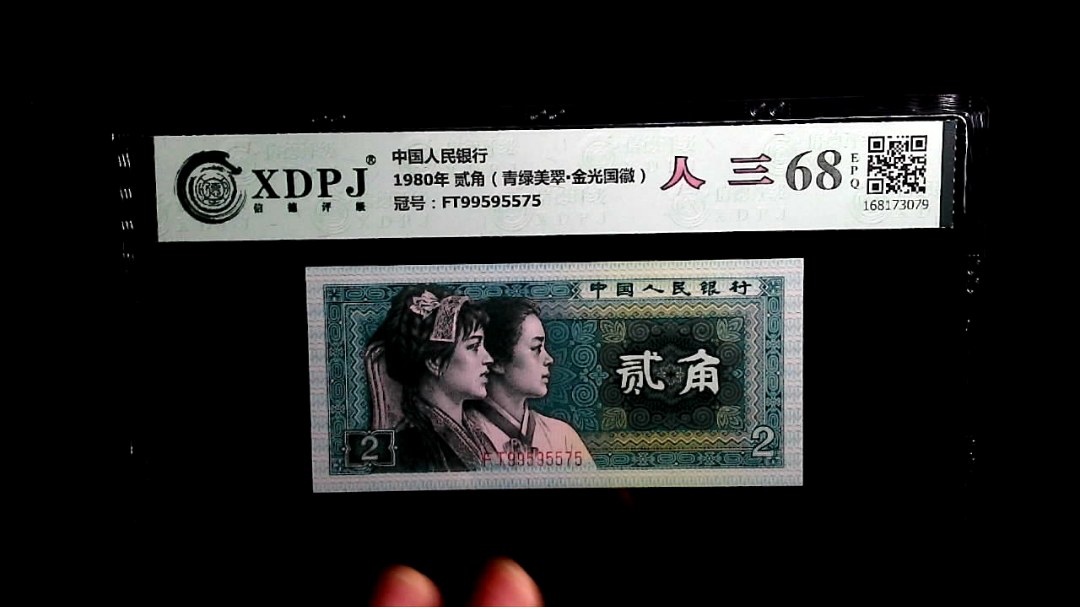 XDPJ®
信德评级
中国人民银行
1980年 贰角（青绿美翠·金光国徽）
冠号：FT99595575
人 三 68 EPQ
168173079
中国人民银行
贰角
2
2
FT99595575